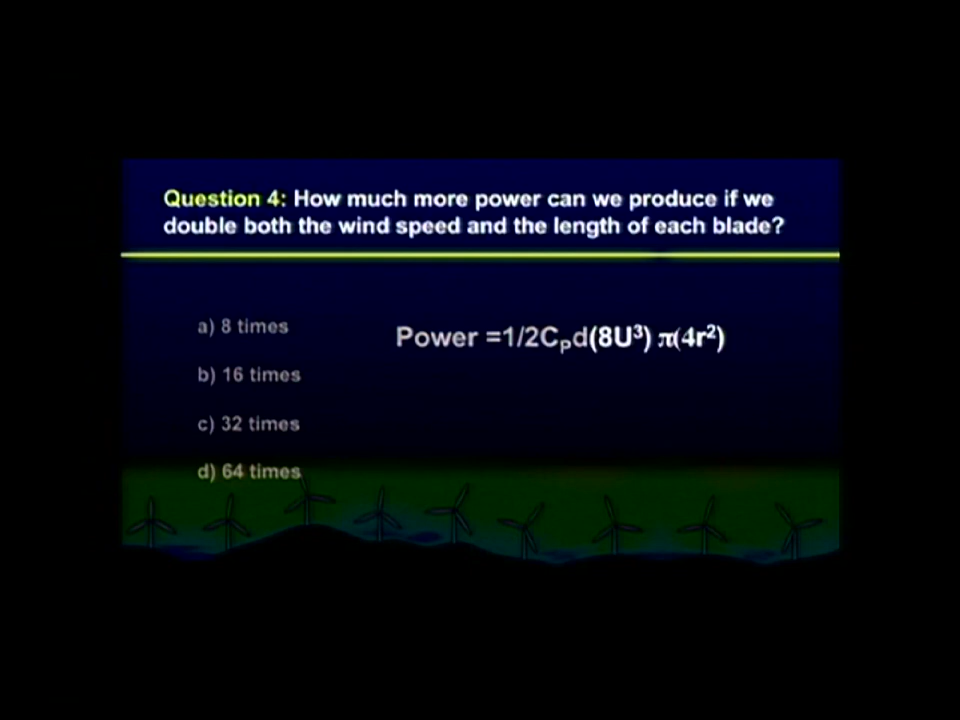 Question 4: How much more power can we produce if we
double both the wind speed and the length of each blade?
a) 8 times
Power =1/2Cₚd(8U³) π(4r²)
b) 16 times
c) 32 times
d) 64 times